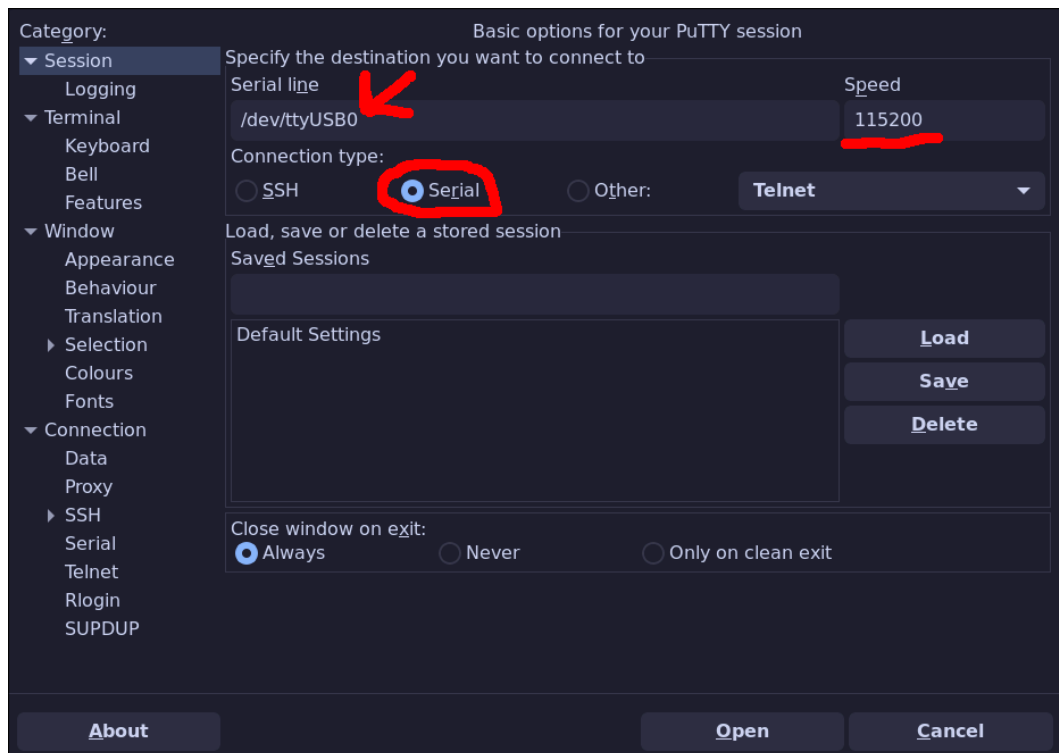 Category:
Session
Logging
Terminal
Keyboard
Bell
Features
Window
Appearance
Behaviour
Translation
Selection
Colours
Fonts
Connection
Data
Proxy
SSH
Serial
Telnet
Rlogin
SUPDUP
Basic options for your PuTTY session
Specify the destination you want to connect to
Serial line Speed
/dev/ttyUSB0 115200
Connection type:
SSH Serial Other: Telnet
Load, save or delete a stored session
Saved Sessions
Default Settings
Load
Save
Delete
Close window on exit:
Always Never Only on clean exit
About Open Cancel